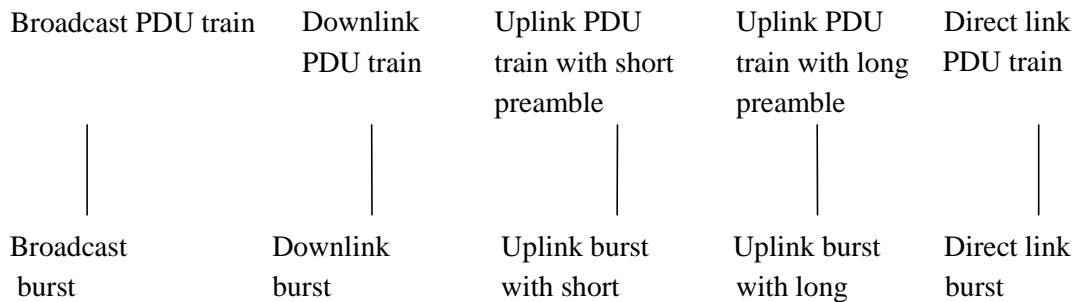 Broadcast PDU train
Downlink
PDU train
Uplink PDU
train with short
preamble
Uplink PDU
train with long
preamble
Direct link
PDU train
Broadcast
burst
Downlink
burst
Uplink burst
with short
Uplink burst
with long
Direct link
burst